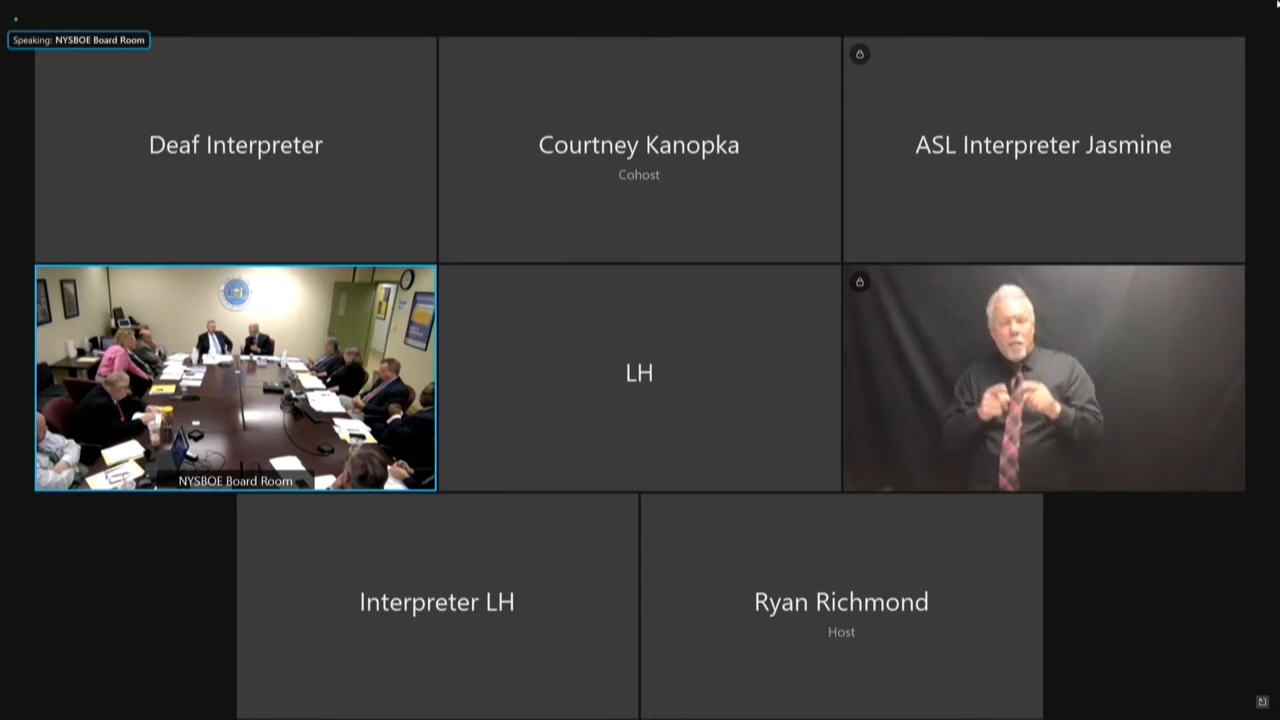 Speaking: NYSBOE Board Room
Deaf Interpreter
Courtney Kanopka
Cohost
ASL Interpreter Jasmine
NYSBOE Board Room
LH
Interpreter LH
Ryan Richmond
Host